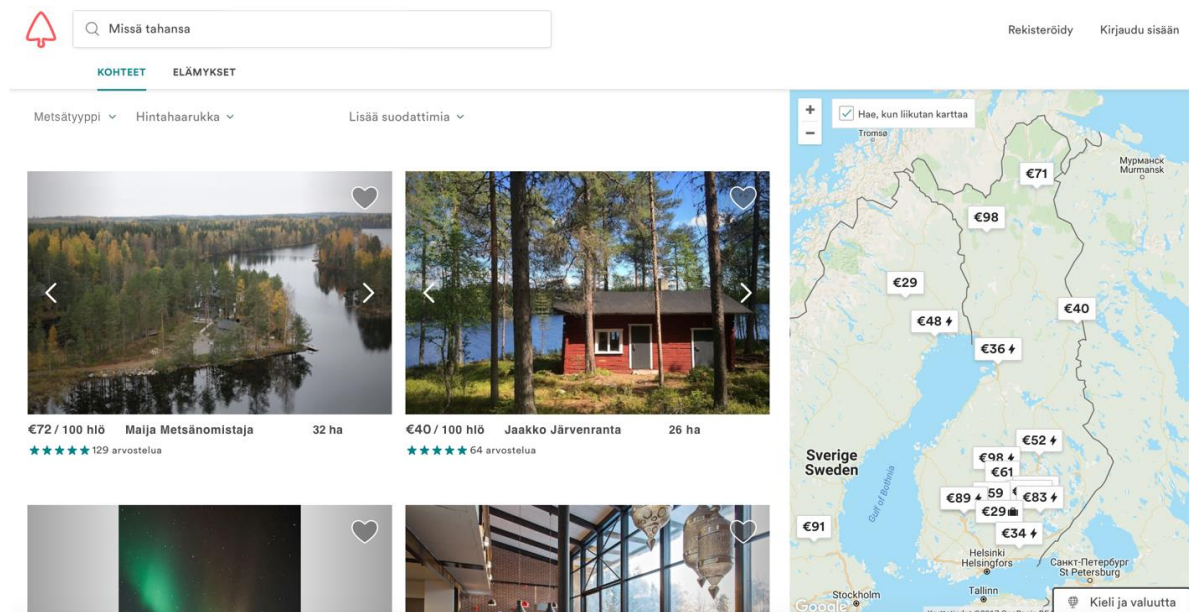 Missä tahansa
Rekisteröidy
Kirjaudu sisään
KOHTEET
ELÄMYKSET
Metsätyyppi
Hintahaarukka
Lisää suodattimia
€72 / 100 hlö Maija Metsänomistaja 32 ha
129 arvostelua
€40 / 100 hlö Jaakko Järvenranta 26 ha
64 arvostelua
+
Hae, kun liikutan karttaa
−
Tromsø
Мурманск
Murmansk
€71
€98
€29
€40
€48
€36
€52
€98
Sverige
Sweden
€61
Gulf of Bothnia
€89
59
€83
€29
€91
€34
Helsinki
Helsingfors
Санкт-Петербург
St Petersburg
Tallinn
Stockholm
Google
Kieli ja valuutta